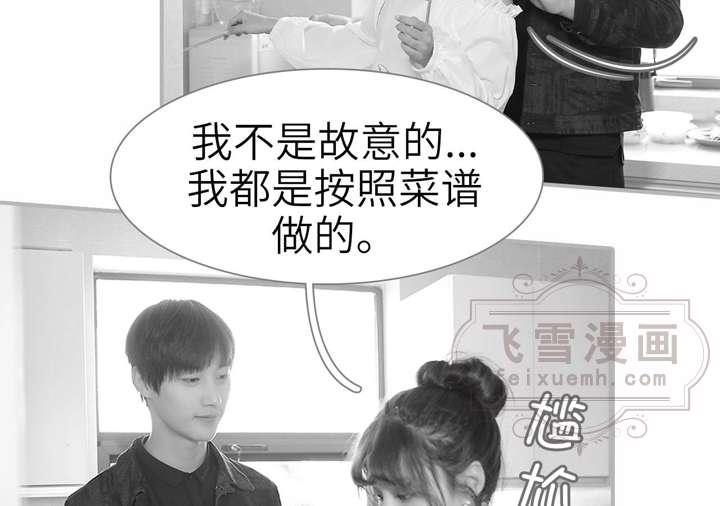 我不是故意的...
我都是按照菜谱
做的。
飞雪漫画
feixuemh.com
尴
尬